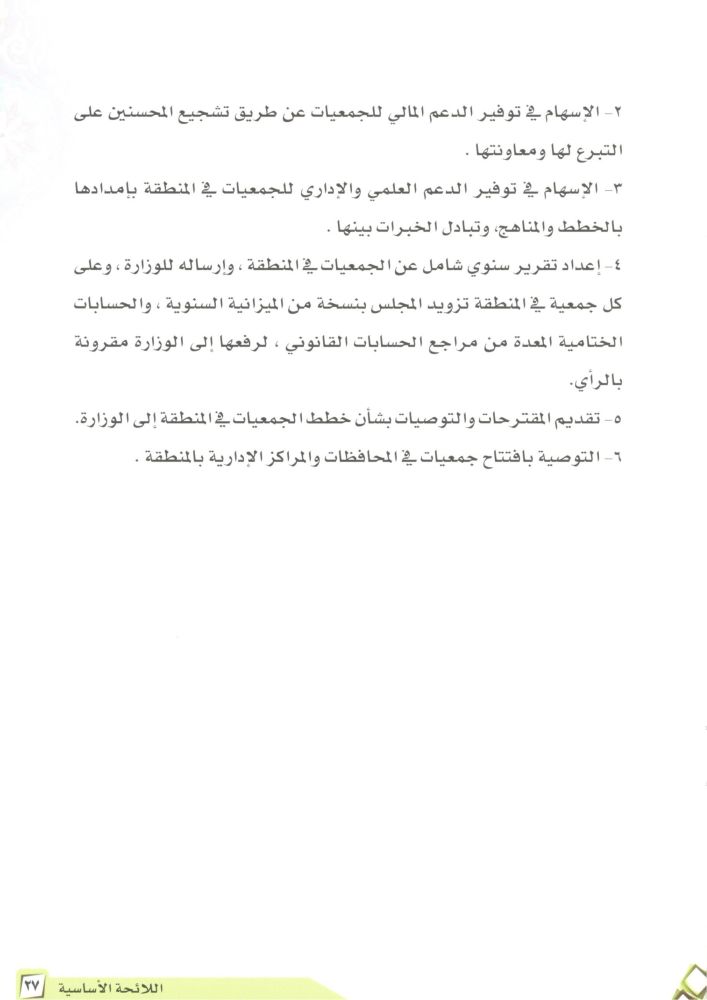 ٢- الإسهام في توفير الدعم المالي للجمعيات عن طريق تشجيع المحسنين على
التبرع لها ومعاونتها .
٣- الإسهام في توفير الدعم العلمي والإداري للجمعيات في المنطقة بإمدادها
بالخطط والمناهج، وتبادل الخبرات بينها .
٤- إعداد تقرير سنوي شامل عن الجمعيات في المنطقة ، وإرساله للوزارة ، وعلى
كل جمعية في المنطقة تزويد المجلس بنسخة من الميزانية السنوية ، والحسابات
الختامية المعدة من مراجع الحسابات القانوني ، لرفعها إلى الوزارة مقرونة
بالرأي.
٥- تقديم المقترحات والتوصيات بشأن خطط الجمعيات في المنطقة إلى الوزارة.
٦- التوصية بافتتاح جمعيات في المحافظات والمراكز الإدارية بالمنطقة .
اللائحة الأساسية ٢٧